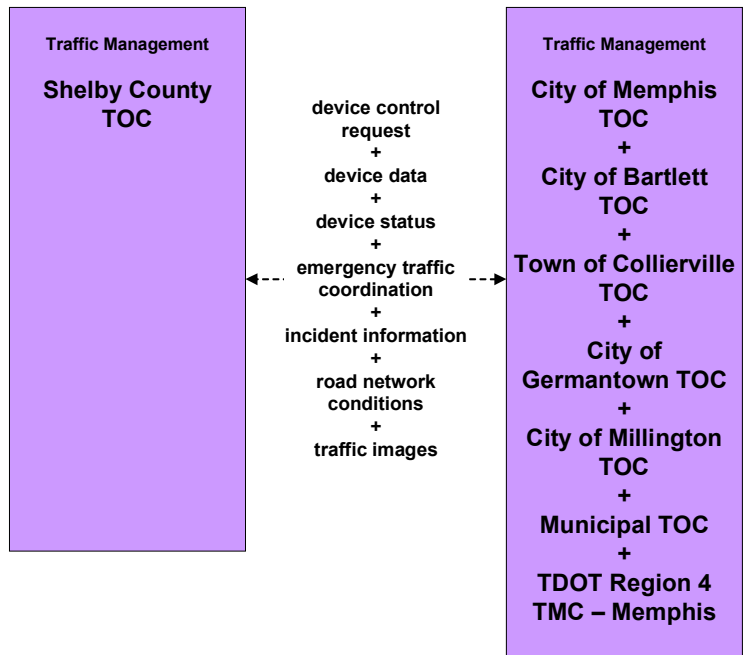 Traffic Management
Shelby County
TOC
device control
request
+
device data
+
device status
+
emergency traffic
coordination
+
incident information
+
road network
conditions
+
traffic images
Traffic Management
City of Memphis
TOC
+
City of Bartlett
TOC
+
Town of Collierville
TOC
+
City of
Germantown TOC
+
City of Millington
TOC
+
Municipal TOC
+
TDOT Region 4
TMC – Memphis